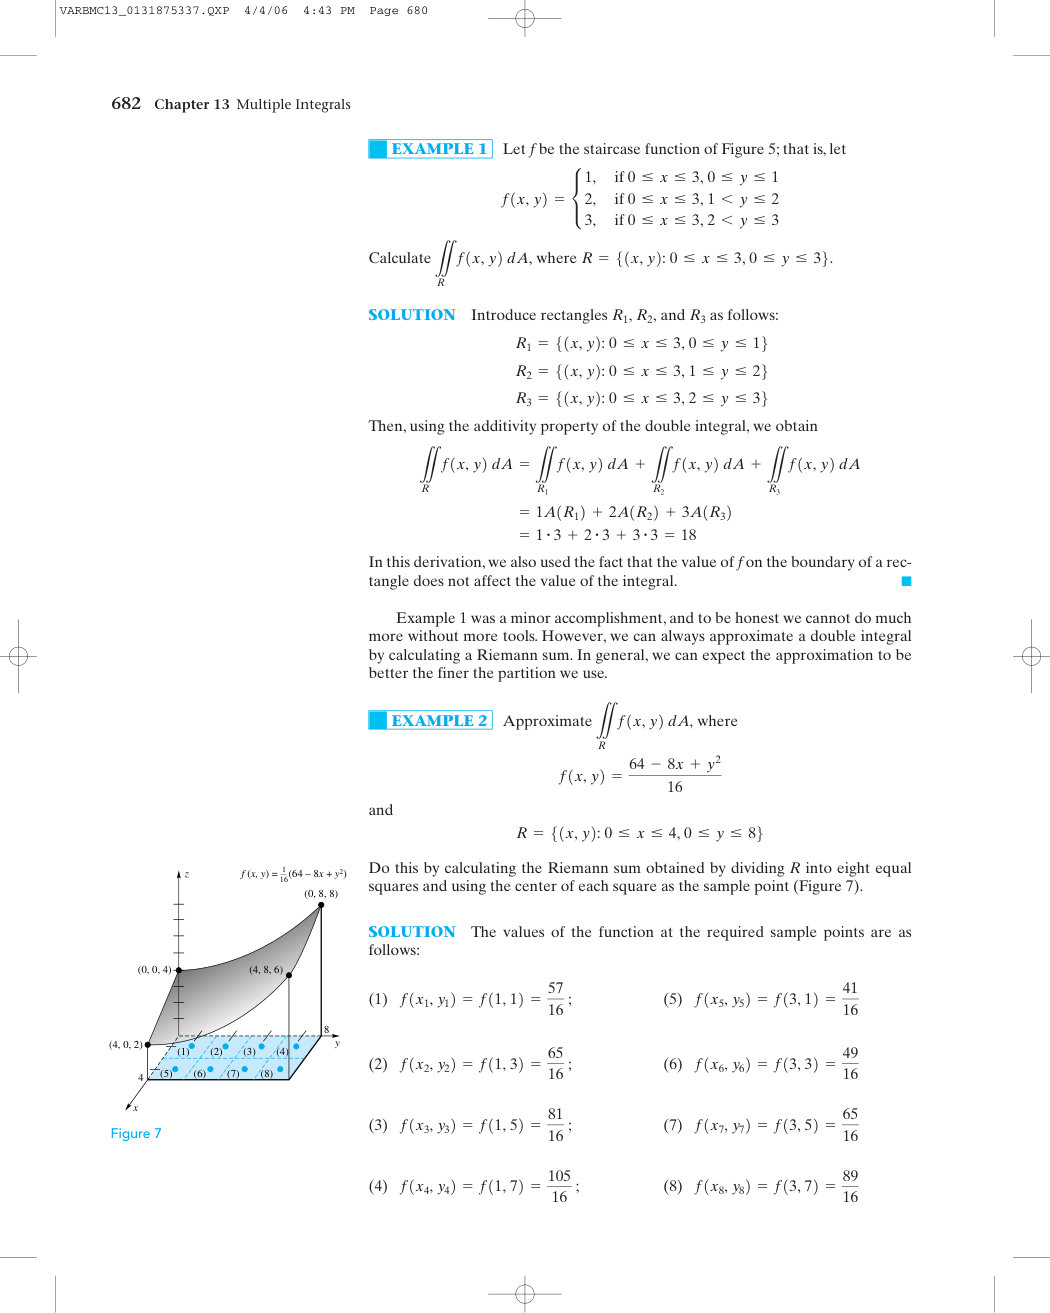 VARBMC13_0131875337.QXP 4/4/06 4:43 PM Page 680
682 Chapter 13 Multiple Integrals
EXAMPLE 1 Let f be the staircase function of Figure 5; that is, let
f(x, y) = { 1, if 0 ≤ x ≤ 3, 0 ≤ y ≤ 1
2, if 0 ≤ x ≤ 3, 1 < y ≤ 2
3, if 0 ≤ x ≤ 3, 2 < y ≤ 3
Calculate ∬_R f(x, y) dA, where R = {(x, y): 0 ≤ x ≤ 3, 0 ≤ y ≤ 3}.
SOLUTION Introduce rectangles R₁, R₂, and R₃ as follows:
R₁ = {(x, y): 0 ≤ x ≤ 3, 0 ≤ y ≤ 1}
R₂ = {(x, y): 0 ≤ x ≤ 3, 1 ≤ y ≤ 2}
R₃ = {(x, y): 0 ≤ x ≤ 3, 2 ≤ y ≤ 3}
Then, using the additivity property of the double integral, we obtain
∬_R f(x, y) dA = ∬_R₁ f(x, y) dA + ∬_R₂ f(x, y) dA + ∬_R₃ f(x, y) dA
= 1A(R₁) + 2A(R₂) + 3A(R₃)
= 1·3 + 2·3 + 3·3 = 18
In this derivation, we also used the fact that the value of f on the boundary of a rec-
tangle does not affect the value of the integral.
Example 1 was a minor accomplishment, and to be honest we cannot do much
more without more tools. However, we can always approximate a double integral
by calculating a Riemann sum. In general, we can expect the approximation to be
better the finer the partition we use.
EXAMPLE 2 Approximate ∬_R f(x, y) dA, where
f(x, y) = (64 − 8x + y²)/16
and
R = {(x, y): 0 ≤ x ≤ 4, 0 ≤ y ≤ 8}
Do this by calculating the Riemann sum obtained by dividing R into eight equal
squares and using the center of each square as the sample point (Figure 7).
SOLUTION The values of the function at the required sample points are as
follows:
(1) f(x₁, y₁) = f(1, 1) = 57/16;
(5) f(x₅, y₅) = f(3, 1) = 41/16
(2) f(x₂, y₂) = f(1, 3) = 65/16;
(6) f(x₆, y₆) = f(3, 3) = 49/16
(3) f(x₃, y₃) = f(1, 5) = 81/16;
(7) f(x₇, y₇) = f(3, 5) = 65/16
(4) f(x₄, y₄) = f(1, 7) = 105/16;
(8) f(x₈, y₈) = f(3, 7) = 89/16
z
f (x, y) = 1/16(64 – 8x + y²)
(0, 8, 8)
(0, 0, 4)
(4, 8, 6)
(4, 0, 2)
8
y
(1) (2) (3) (4)
4
(5) (6) (7) (8)
x
Figure 7